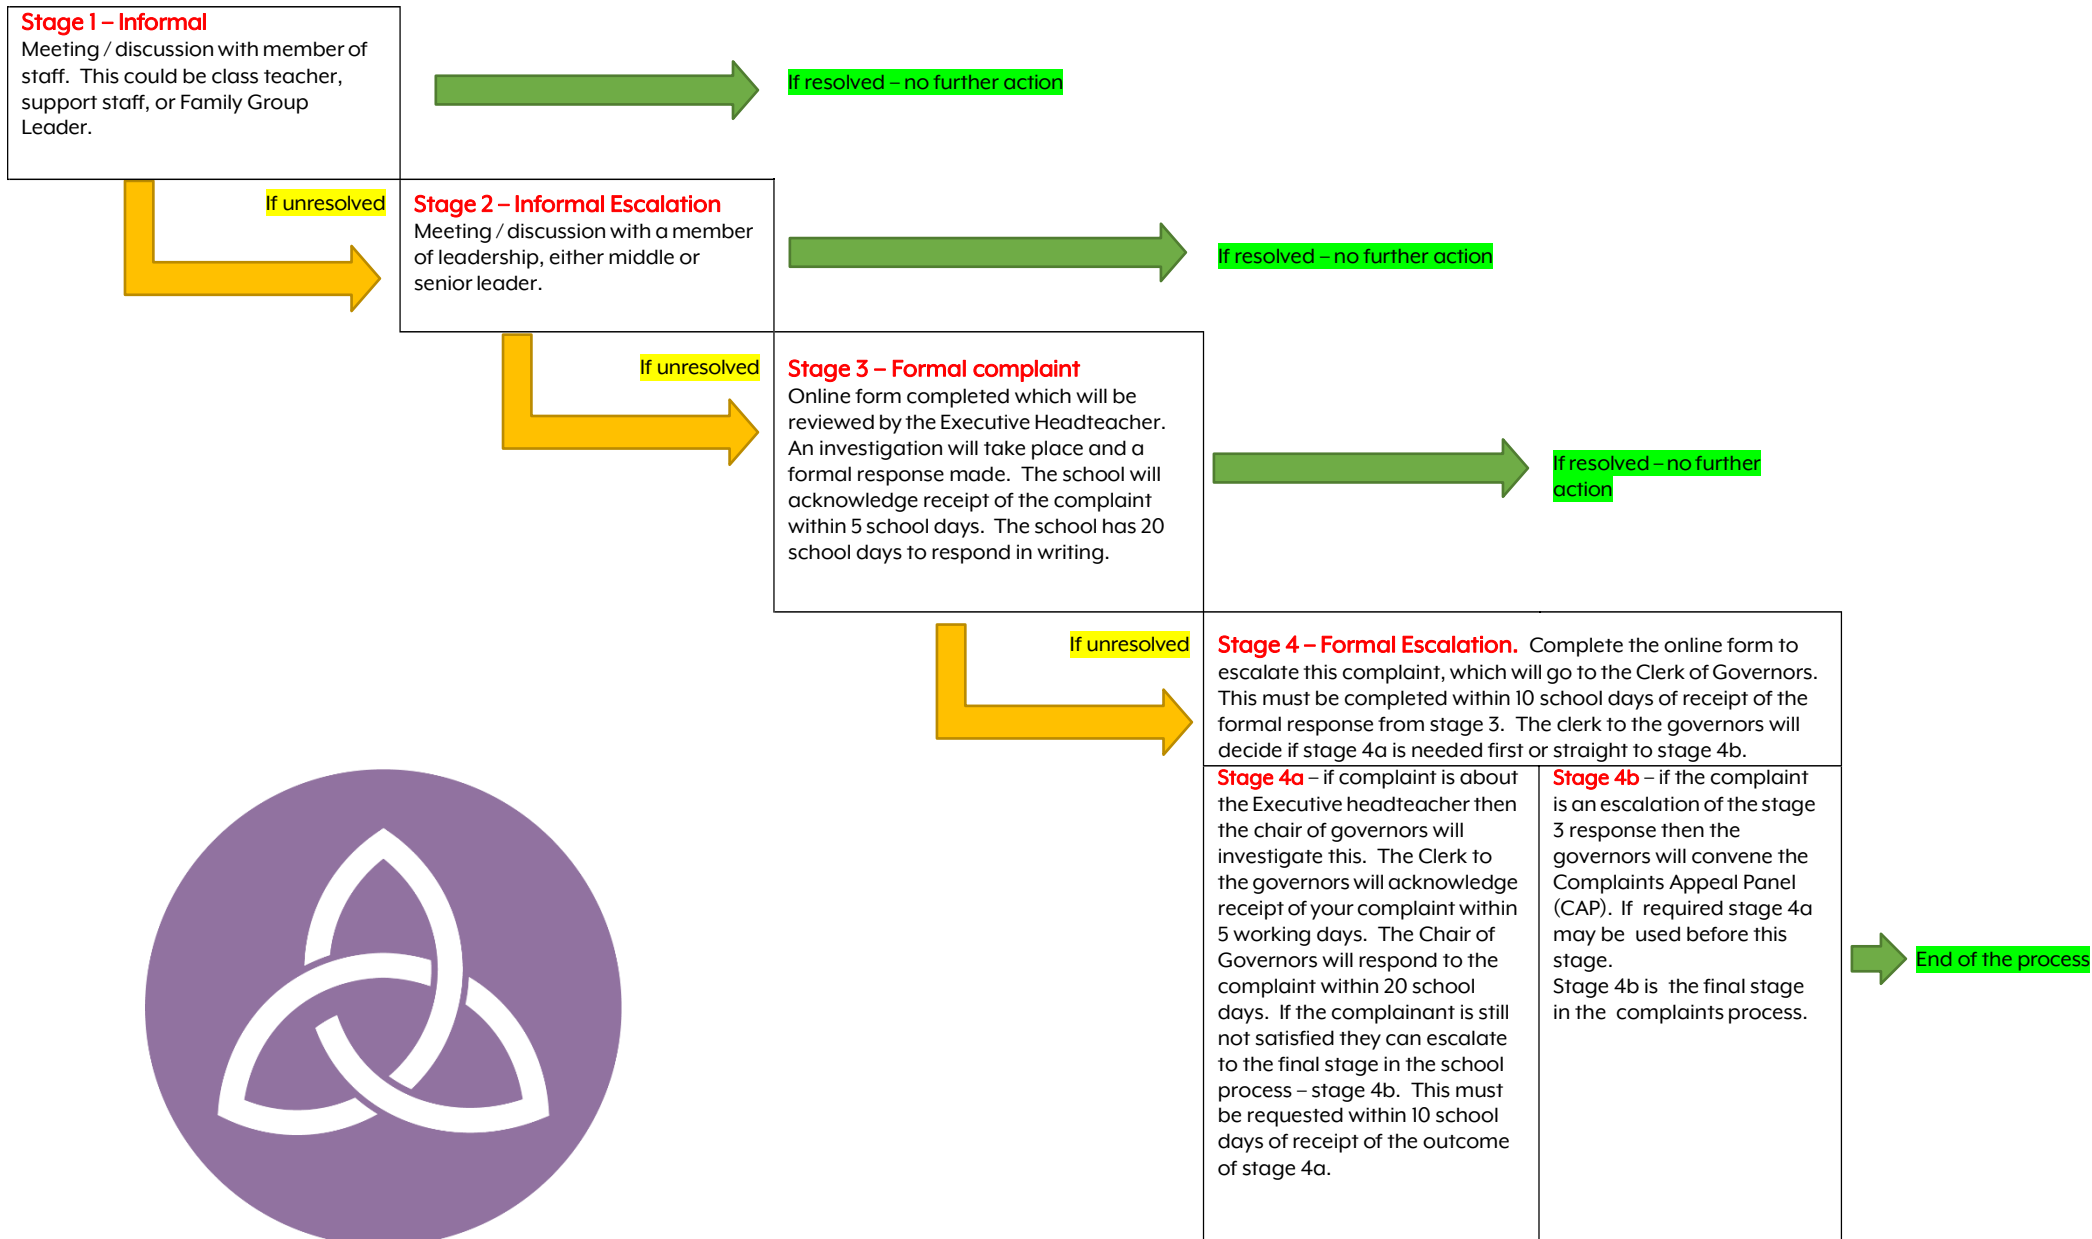 Stage 1 – Informal
Meeting / discussion with member of
staff. This could be class teacher,
support staff, or Family Group
Leader.
If resolved – no further action
If unresolved
Stage 2 – Informal Escalation
Meeting / discussion with a member
of leadership, either middle or
senior leader.
If resolved – no further action
If unresolved
Stage 3 – Formal complaint
Online form completed which will be
reviewed by the Executive Headteacher.
An investigation will take place and a
formal response made. The school will
acknowledge receipt of the complaint
within 5 school days. The school has 20
school days to respond in writing.
If resolved – no further
action
If unresolved
Stage 4 – Formal Escalation. Complete the online form to
escalate this complaint, which will go to the Clerk of Governors.
This must be completed within 10 school days of receipt of the
formal response from stage 3. The clerk to the governors will
decide if stage 4a is needed first or straight to stage 4b.
Stage 4a – if complaint is about
the Executive headteacher then
the chair of governors will
investigate this. The Clerk to
the governors will acknowledge
receipt of your complaint within
5 working days. The Chair of
Governors will respond to the
complaint within 20 school
days. If the complainant is still
not satisfied they can escalate
to the final stage in the school
process – stage 4b. This must
be requested within 10 school
days of receipt of the outcome
of stage 4a.
Stage 4b – if the complaint
is an escalation of the stage
3 response then the
governors will convene the
Complaints Appeal Panel
(CAP). If required stage 4a
may be used before this
stage.
Stage 4b is the final stage
in the complaints process.
End of the process